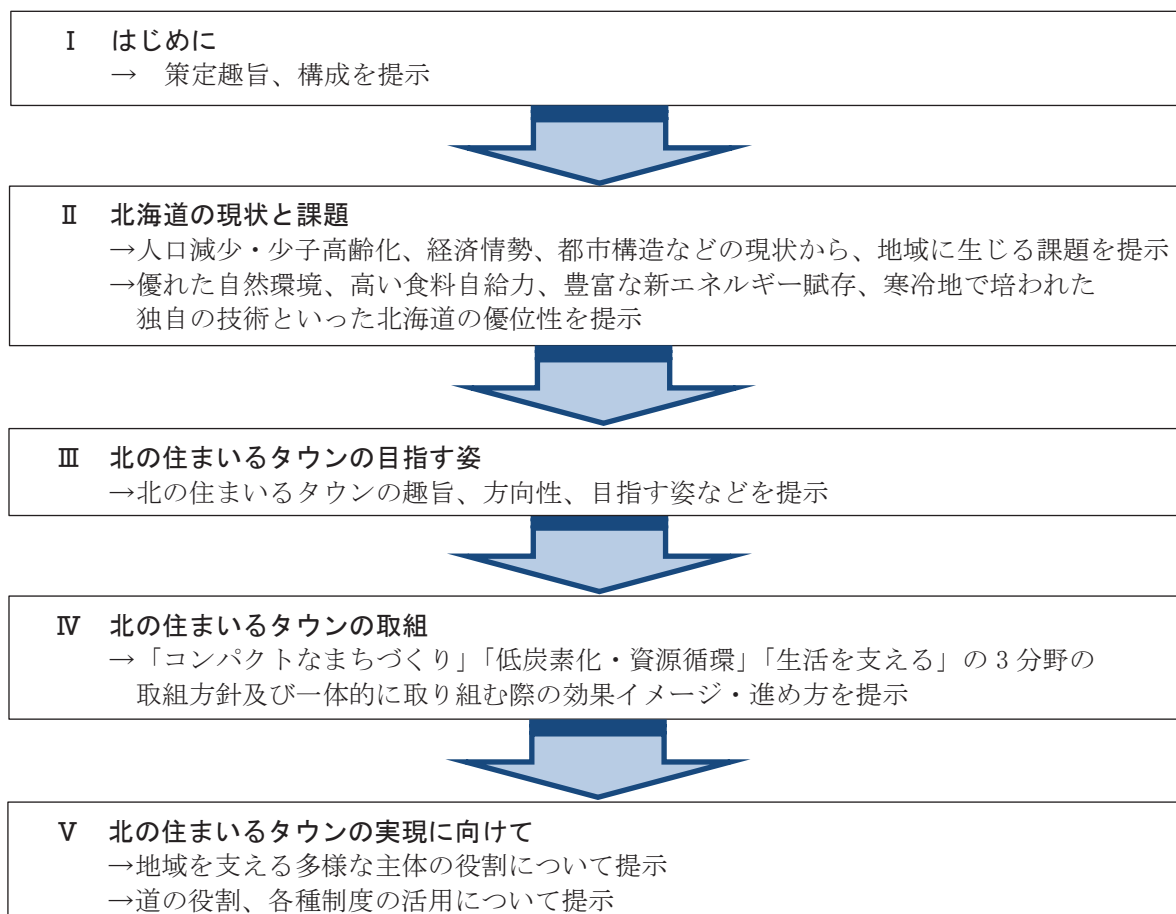 Ⅰ はじめに
→ 策定趣旨、構成を提示
Ⅱ 北海道の現状と課題
→人口減少・少子高齢化、経済情勢、都市構造などの現状から、地域に生じる課題を提示
→優れた自然環境、高い食料自給力、豊富な新エネルギー賦存、寒冷地で培われた
独自の技術といった北海道の優位性を提示
Ⅲ 北の住まいるタウンの目指す姿
→北の住まいるタウンの趣旨、方向性、目指す姿などを提示
Ⅳ 北の住まいるタウンの取組
→「コンパクトなまちづくり」「低炭素化・資源循環」「生活を支える」の3分野の
取組方針及び一体的に取り組む際の効果イメージ・進め方を提示
Ⅴ 北の住まいるタウンの実現に向けて
→地域を支える多様な主体の役割について提示
→道の役割、各種制度の活用について提示